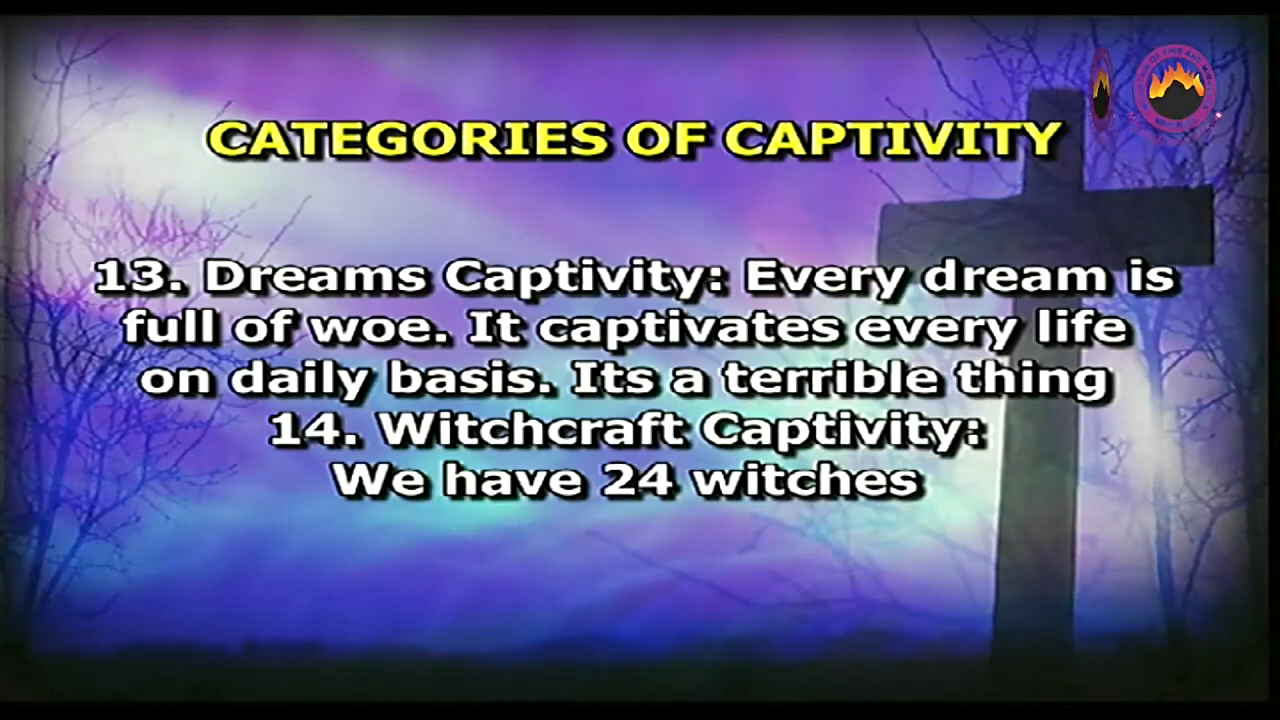 CATEGORIES OF CAPTIVITY
13. Dreams Captivity: Every dream is
full of woe. It captivates every life
on daily basis. Its a terrible thing
14. Witchcraft Captivity:
We have 24 witches